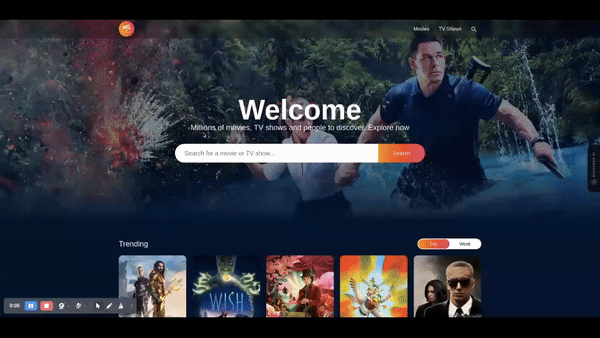 Movies TV Shows
Welcome
Millions of movies, TV shows and people to discover. Explore now
Search for a movie or TV show...
Search
Trending
Day Week
WISH
0:00